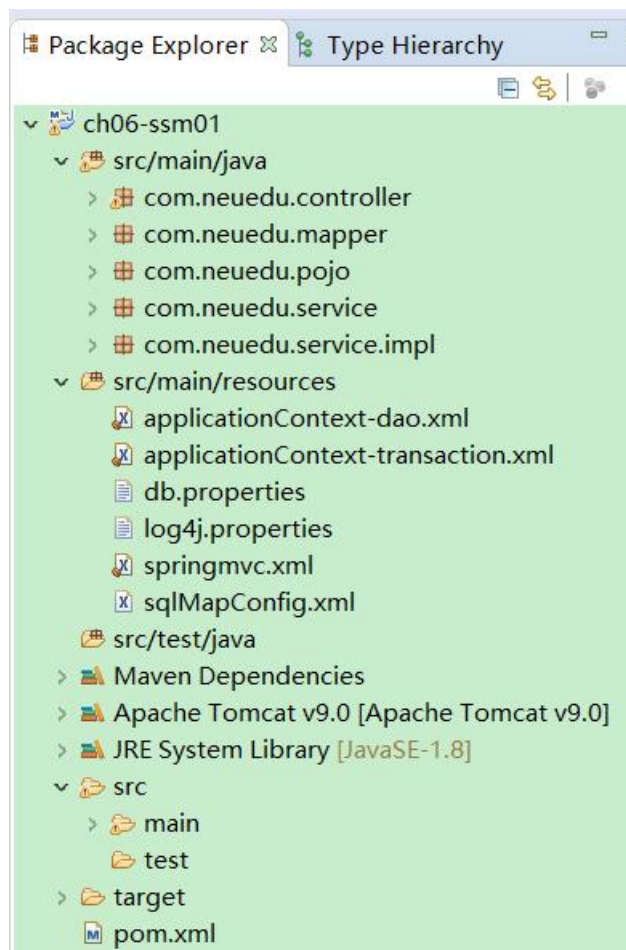 Package Explorer Type Hierarchy
ch06-ssm01
src/main/java
com.neuedu.controller
com.neuedu.mapper
com.neuedu.pojo
com.neuedu.service
com.neuedu.service.impl
src/main/resources
applicationContext-dao.xml
applicationContext-transaction.xml
db.properties
log4j.properties
springmvc.xml
sqlMapConfig.xml
src/test/java
Maven Dependencies
Apache Tomcat v9.0 [Apache Tomcat v9.0]
JRE System Library [JavaSE-1.8]
src
main
test
target
pom.xml